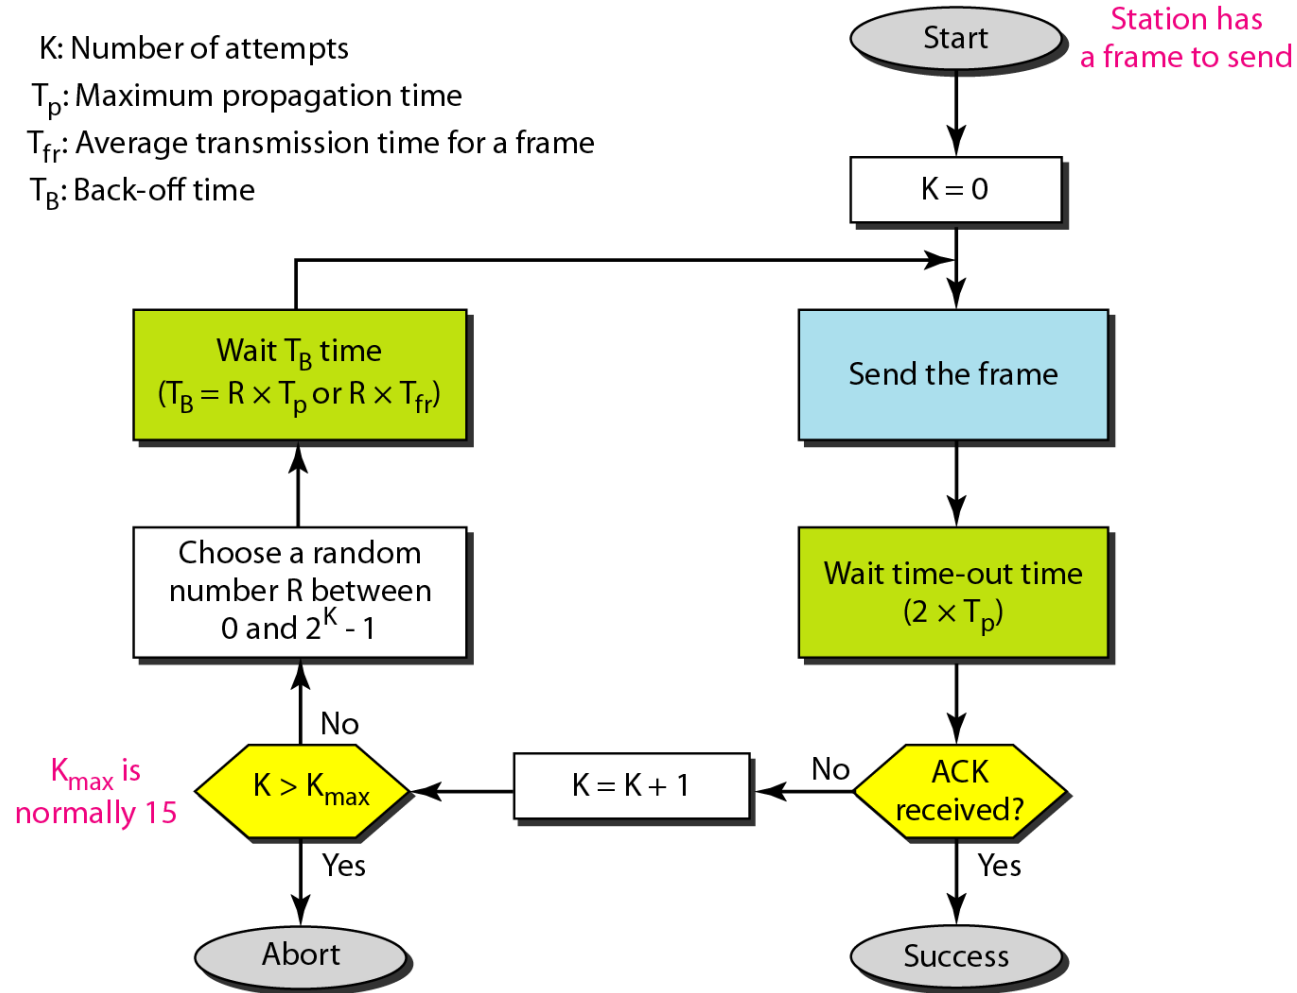 K: Number of attempts
Tp: Maximum propagation time
Tfr: Average transmission time for a frame
TB: Back-off time
Start
Station has
a frame to send
K = 0
Wait TB time
(TB = R × Tp or R × Tfr)
Send the frame
Choose a random
number R between
0 and 2^K - 1
Wait time-out time
(2 × Tp)
No
Kmax is
normally 15
K > Kmax
K = K + 1
No
ACK
received?
Yes
Yes
Abort
Success